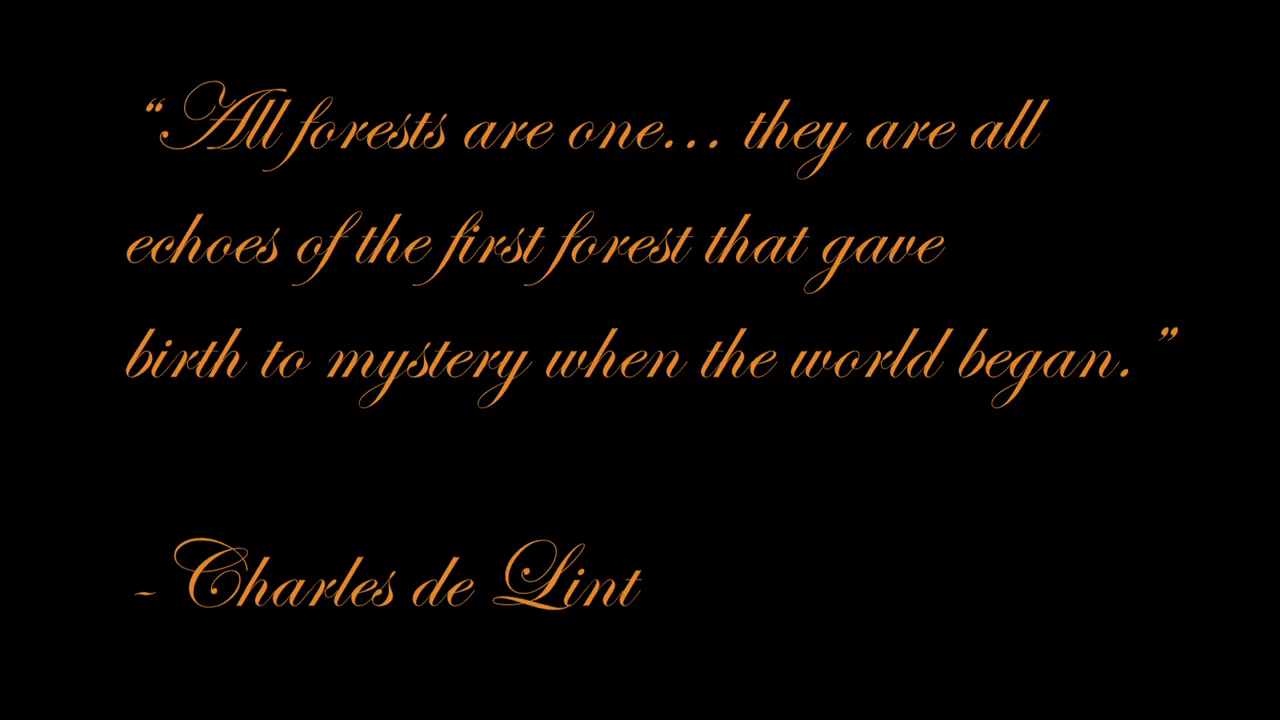 “All forests are one... they are all
echoes of the first forest that gave
birth to mystery when the world began.”
- Charles de Lint